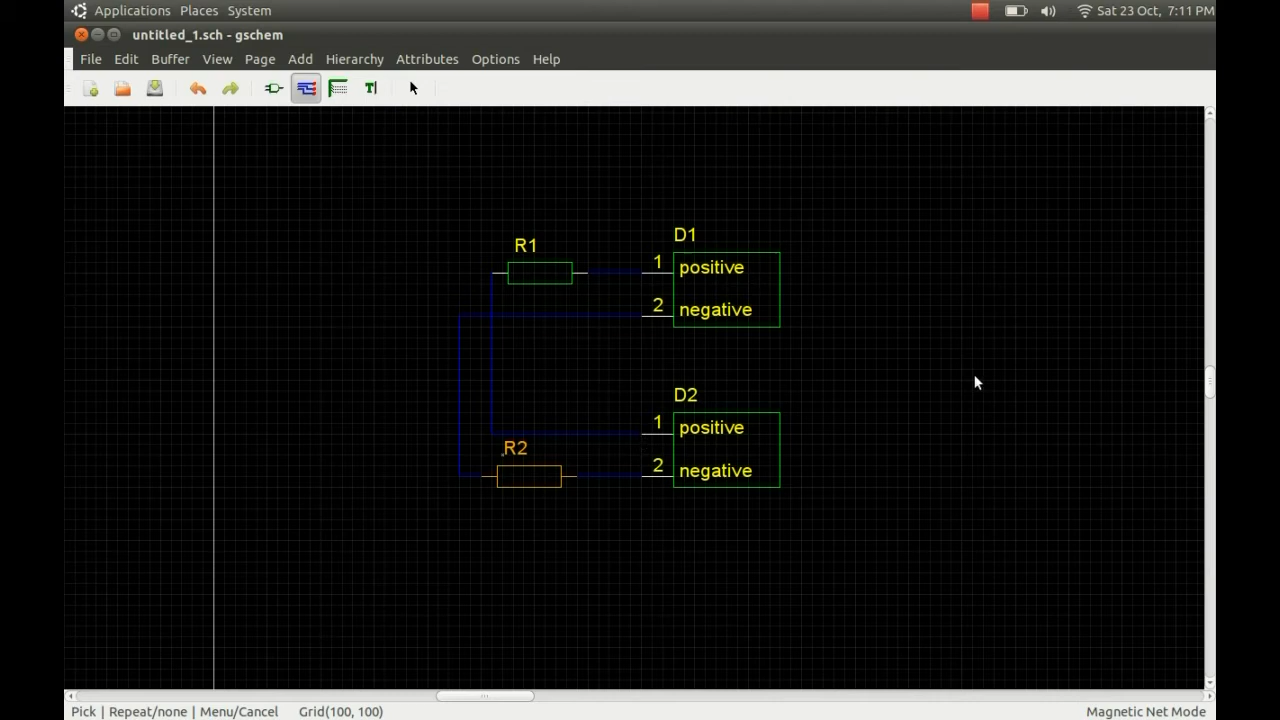 Applications Places System Sat 23 Oct, 7:11 PM
untitled_1.sch - gschem
File Edit Buffer View Page Add Hierarchy Attributes Options Help
R1
D1
1 positive
2 negative
D2
1 positive
R2
2 negative
Pick | Repeat/none | Menu/Cancel Grid(100, 100) Magnetic Net Mode